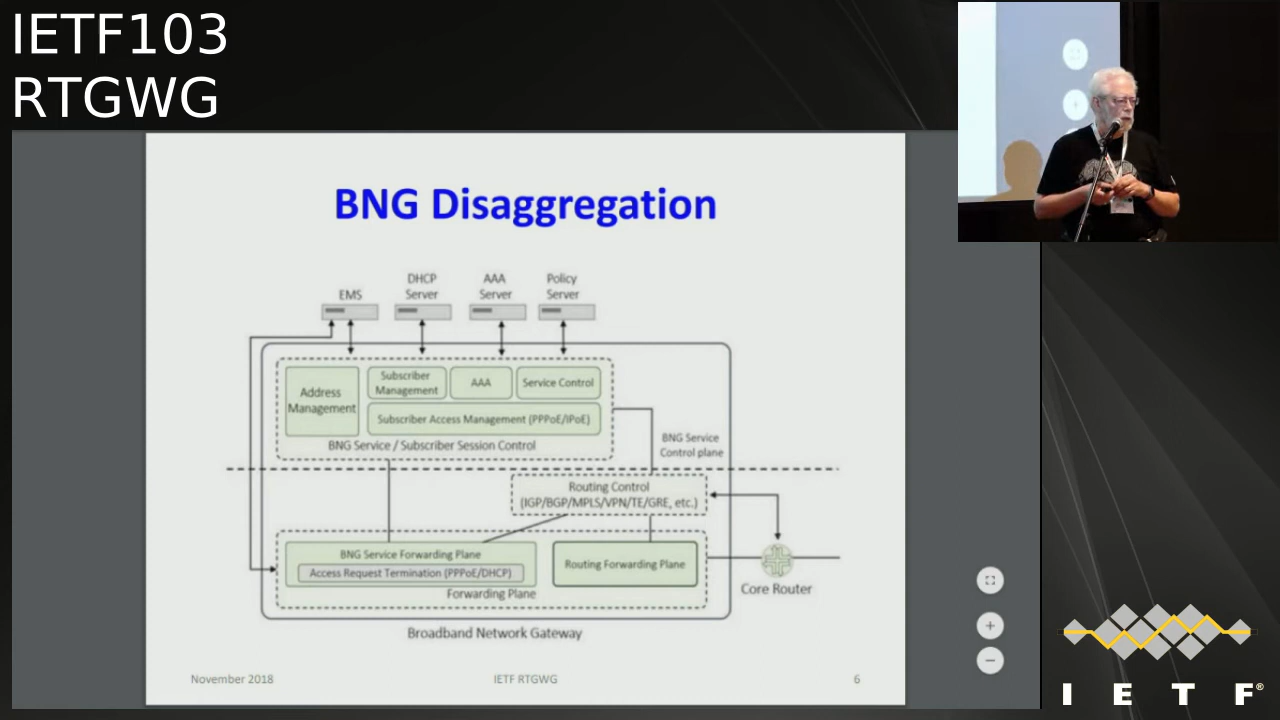 IETF103
RTGWG
BNG Disaggregation
EMS
DHCP
Server
AAA
Server
Policy
Server
Address
Management
Subscriber
Management
AAA
Service Control
Subscriber Access Management (PPPoE/IPoE)
BNG Service / Subscriber Session Control
BNG Service
Control plane
Routing Control
(IGP/BGP/MPLS/VPN/TE/GRE, etc.)
BNG Service Forwarding Plane
Access Request Termination (PPPoE/DHCP)
Routing Forwarding Plane
Forwarding Plane
Core Router
Broadband Network Gateway
November 2018
IETF RTGWG
6
I E T F®